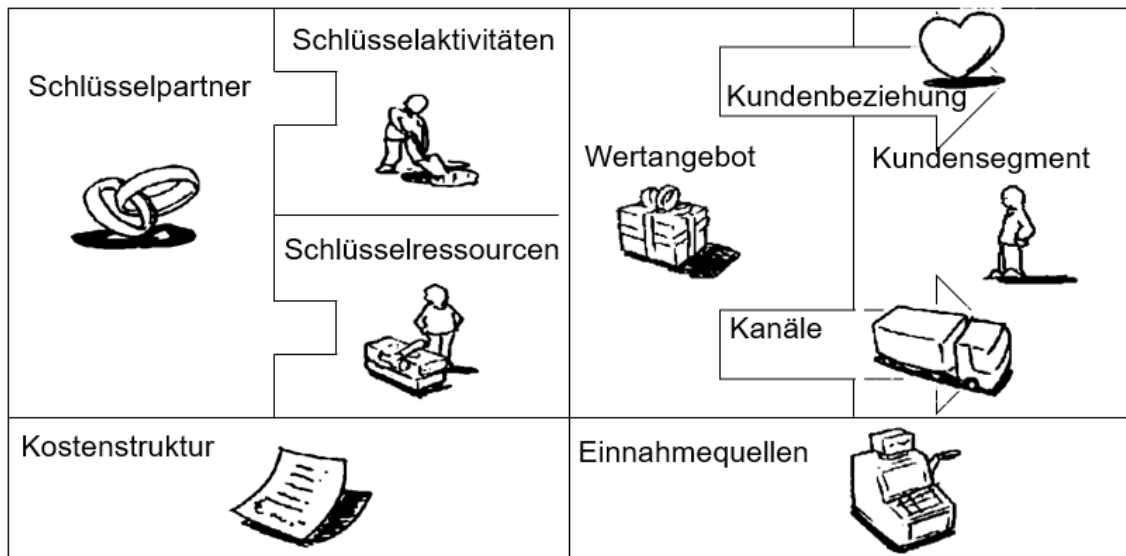 Schlüsselpartner
Schlüsselaktivitäten
Schlüsselressourcen
Wertangebot
Kundenbeziehung
Kundensegment
Kanäle
Kostenstruktur
Einnahmequellen